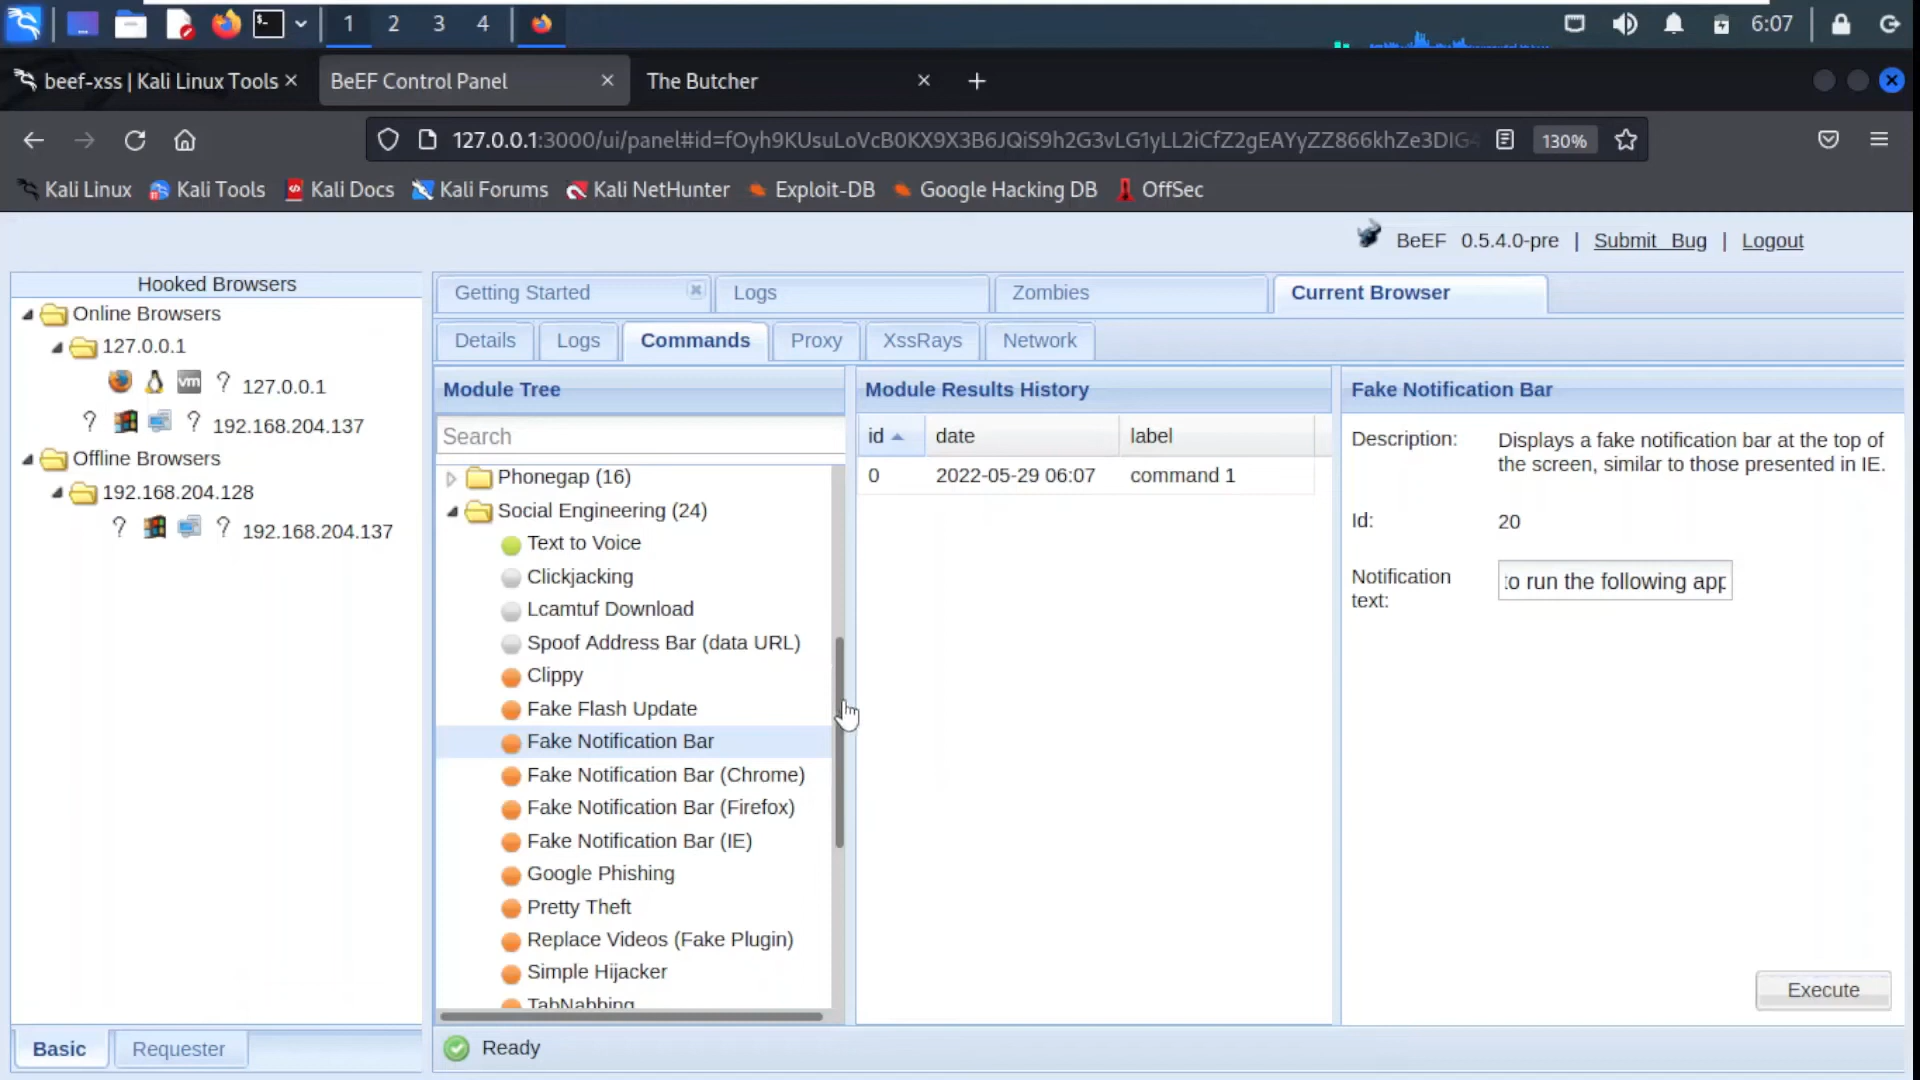 1 2 3 4 6:07
beef-xss | Kali Linux Tools BeEF Control Panel The Butcher
127.0.0.1:3000/ui/panel#id=fOyh9KUsuLoVcB0KX9X3B6JQiS9h2G3vLG1yLL2iCfZ2gEAYyZZ866khZe3DIG 130%
Kali Linux Kali Tools Kali Docs Kali Forums Kali NetHunter Exploit-DB Google Hacking DB OffSec
BeEF 0.5.4.0-pre | Submit Bug | Logout
Hooked Browsers
Online Browsers
127.0.0.1
? 127.0.0.1
? ? 192.168.204.137
Offline Browsers
192.168.204.128
? ? 192.168.204.137
Basic Requester
Getting Started Logs Zombies Current Browser
Details Logs Commands Proxy XssRays Network
Module Tree
Search
Phonegap (16)
Social Engineering (24)
Text to Voice
Clickjacking
Lcamtuf Download
Spoof Address Bar (data URL)
Clippy
Fake Flash Update
Fake Notification Bar
Fake Notification Bar (Chrome)
Fake Notification Bar (Firefox)
Fake Notification Bar (IE)
Google Phishing
Pretty Theft
Replace Videos (Fake Plugin)
Simple Hijacker
TabNabbing
Module Results History
id date label
0 2022-05-29 06:07 command 1
Fake Notification Bar
Description: Displays a fake notification bar at the top of
the screen, similar to those presented in IE.
Id: 20
Notification
text:
to run the following app
Execute
Ready